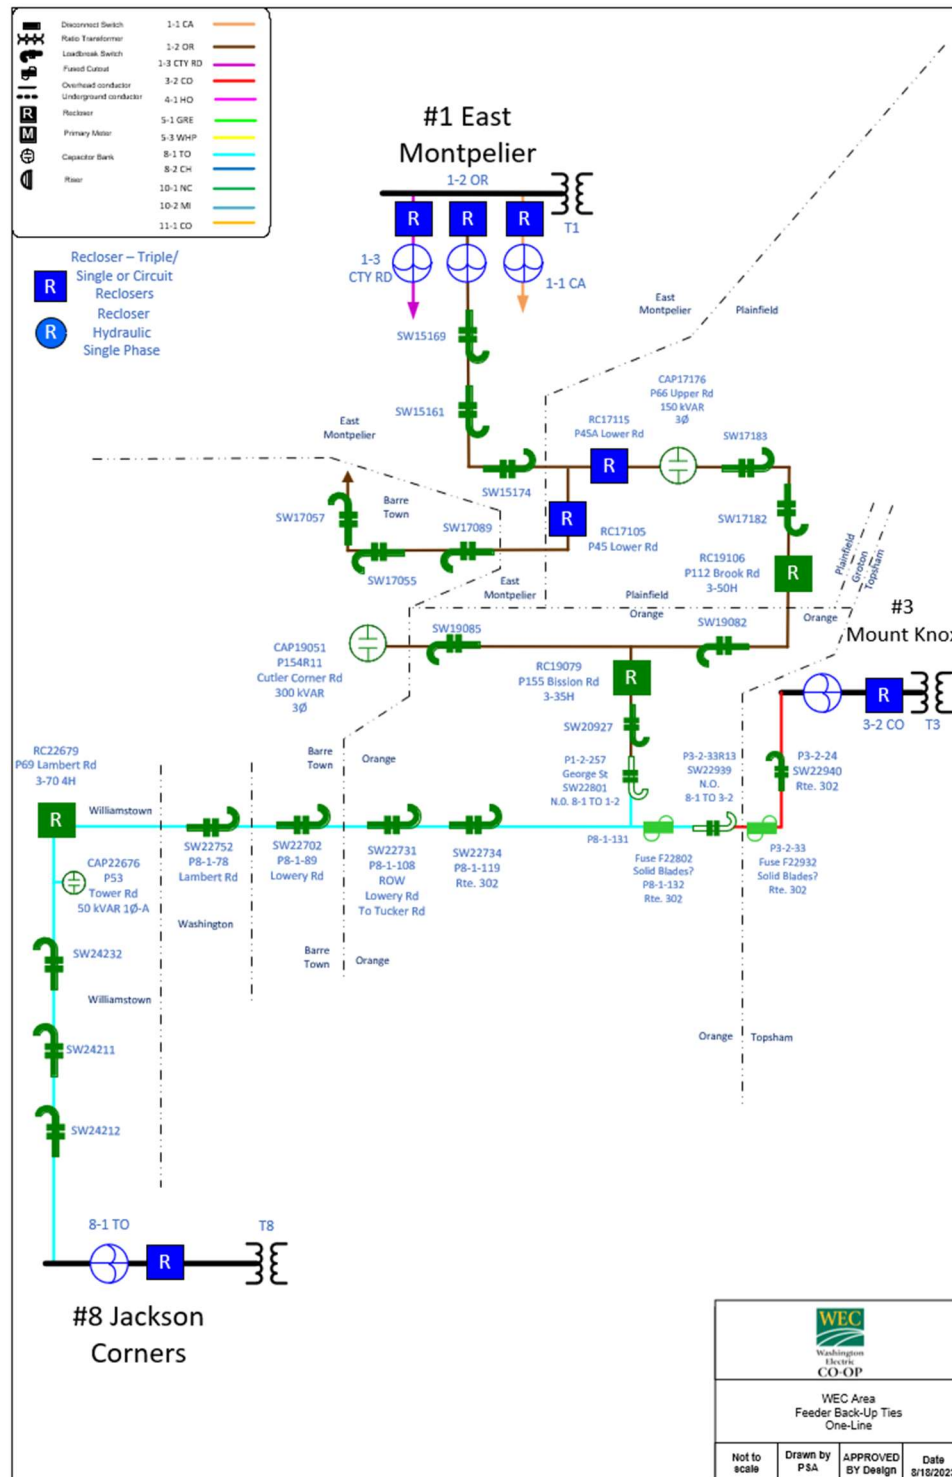 Disconnect Switch
Ratio Transformer
Loadbreak Switch
Fused Cutout
Overhead conductor
Underground conductor
R
Recloser
M
Primary Meter
Capacitor Bank
Riser
1-1 CA
1-2 OR
1-3 CTY RD
3-2 CO
4-1 HO
5-1 GRE
5-3 WHP
8-1 TO
8-2 CH
10-1 NC
10-2 MI
11-1 CO
R
Recloser – Triple/
Single or Circuit
Reclosers
R
Recloser
Hydraulic
Single Phase
#1 East
Montpelier
1-2 OR
T1
R
R
R
1-3
CTY RD
1-1 CA
SW15169
SW15161
SW15174
East
Montpelier
Plainfield
East
Montpelier
Barre
Town
RC17115
P45A Lower Rd
R
CAP17176
P66 Upper Rd
150 kVAR
3Ø
SW17183
SW17182
SW17057
SW17055
SW17089
R
RC17105
P45 Lower Rd
RC19106
P112 Brook Rd
3-50H
R
Plainfield
Groton
Topsham
East
Montpelier
Plainfield
Orange
Orange
#3
Mount Knox
CAP19051
P154R11
Cutler Corner Rd
300 kVAR
3Ø
SW19085
SW19082
RC19079
P155 Bission Rd
3-35H
R
SW20927
R
3-2 CO
T3
P1-2-257
George St
SW22801
N.O. 8-1 TO 1-2
P3-2-33R13
SW22939
N.O.
8-1 TO 3-2
P3-2-24
SW22940
Rte. 302
RC22679
P69 Lambert Rd
3-70 4H
R
Williamstown
Barre
Town
Orange
SW22752
P8-1-78
Lambert Rd
SW22702
P8-1-89
Lowery Rd
SW22731
P8-1-108
ROW
Lowery Rd
To Tucker Rd
SW22734
P8-1-119
Rte. 302
P8-1-131
Fuse F22802
Solid Blades?
P8-1-132
Rte. 302
P3-2-33
Fuse F22932
Solid Blades?
Rte. 302
CAP22676
P53
Tower Rd
50 kVAR 1Ø-A
Washington
Barre
Town
Orange
SW24232
Williamstown
SW24211
SW24212
Orange
Topsham
8-1 TO
R
T8
#8 Jackson
Corners
WEC
Washington
Electric
CO-OP
WEC Area
Feeder Back-Up Ties
One-Line
Not to
scale
Drawn by
PSA
APPROVED
BY Design
Date